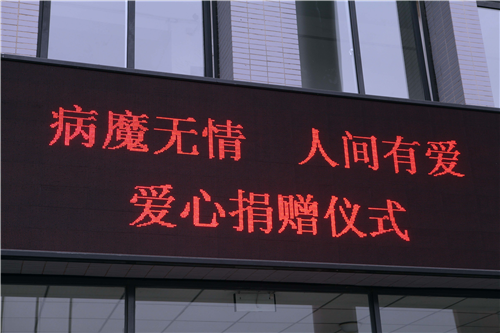 病魔无情 人间有爱
爱心捐赠仪式